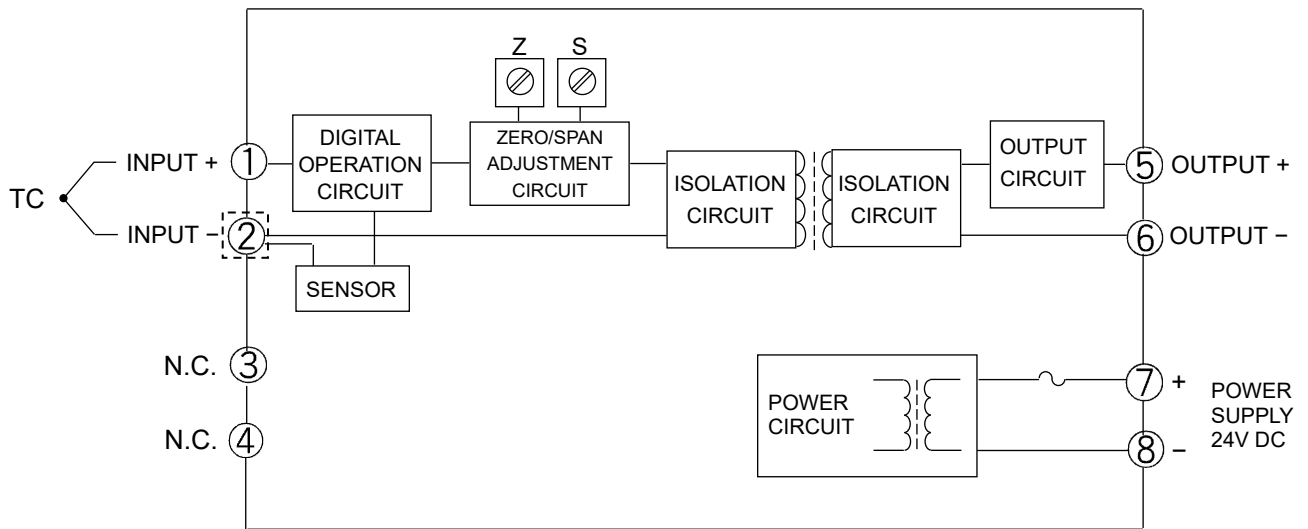 Z
S
TC
INPUT +
1
DIGITAL
OPERATION
CIRCUIT
ZERO/SPAN
ADJUSTMENT
CIRCUIT
ISOLATION
CIRCUIT
ISOLATION
CIRCUIT
OUTPUT
CIRCUIT
5
OUTPUT +
INPUT −
2
SENSOR
6
OUTPUT −
N.C.
3
N.C.
4
POWER
CIRCUIT
7
+
8
−
POWER
SUPPLY
24V DC